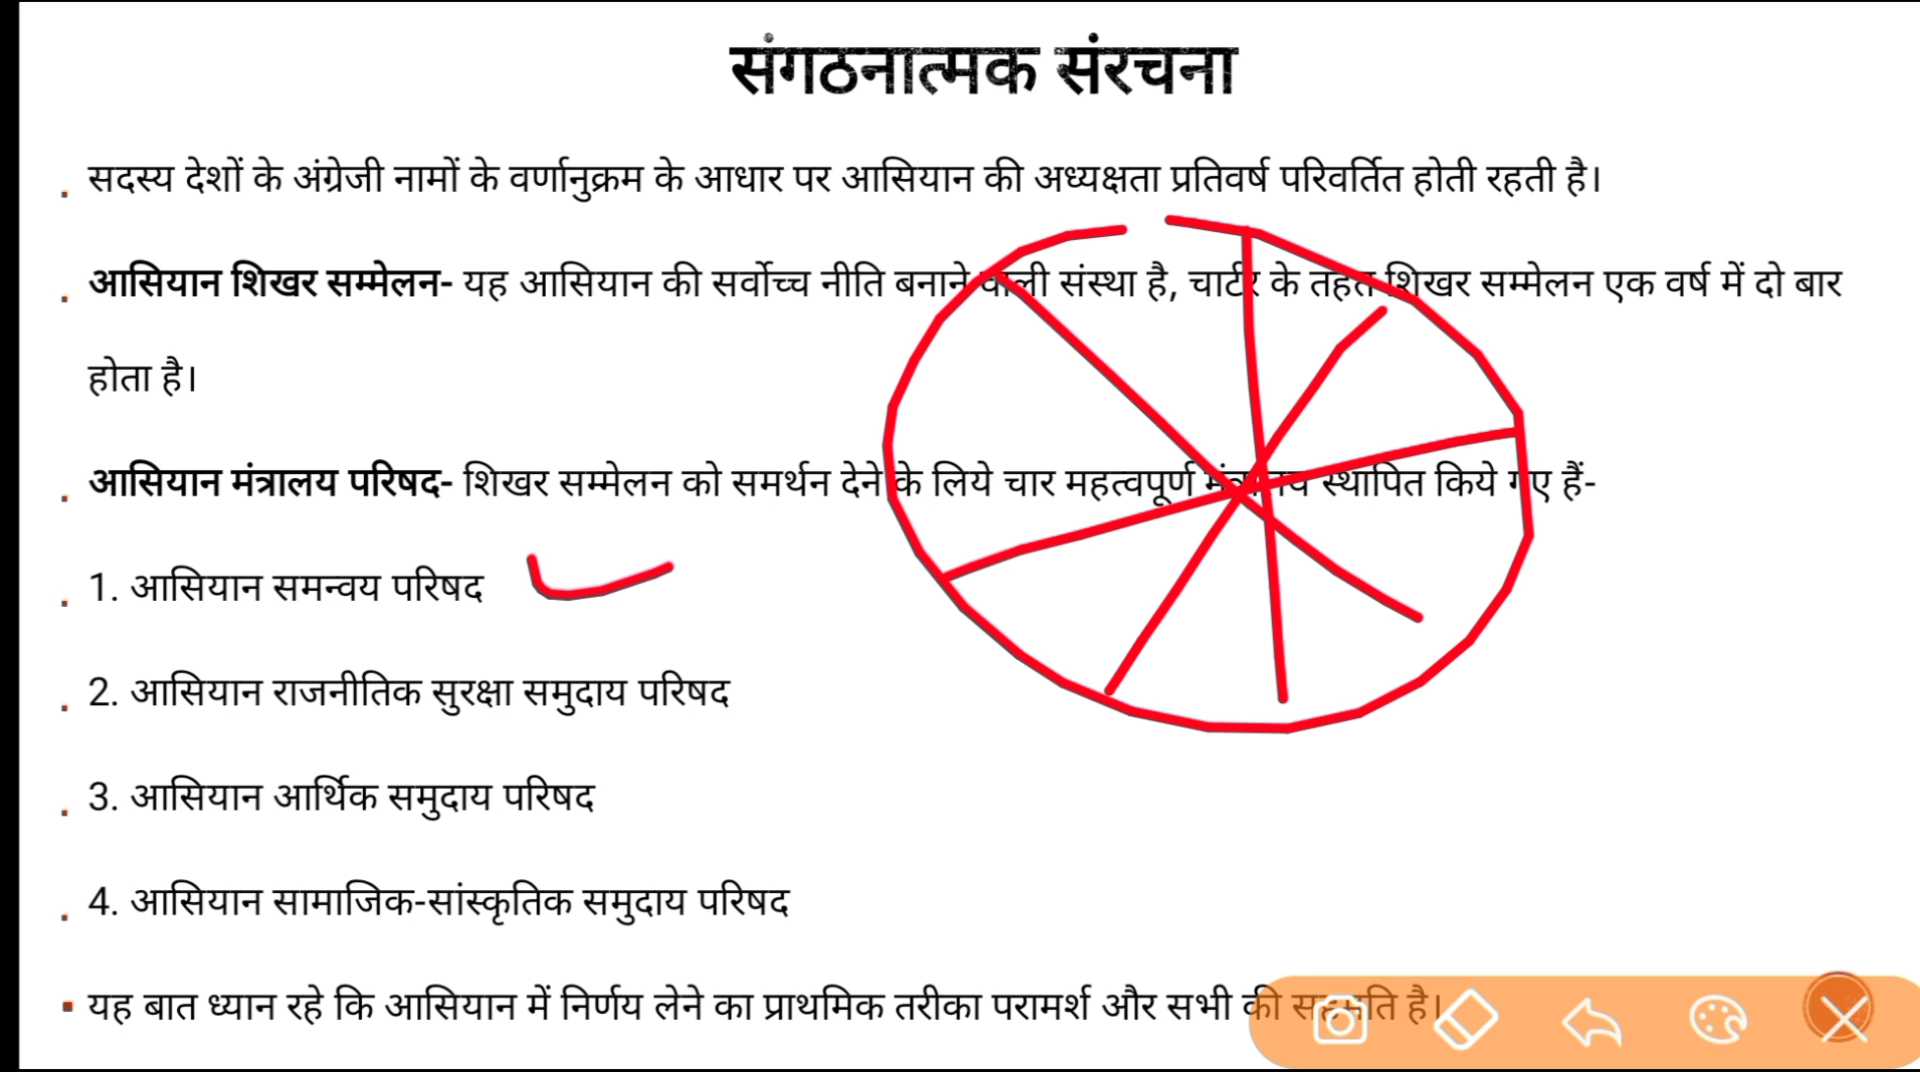 संगठनात्मक संरचना
. सदस्य देशों के अंग्रेजी नामों के वर्णानुक्रम के आधार पर आसियान की अध्यक्षता प्रतिवर्ष परिवर्तित होती रहती है।
. आसियान शिखर सम्मेलन- यह आसियान की सर्वोच्च नीति बनाने वाली संस्था है, चार्टर के तहत शिखर सम्मेलन एक वर्ष में दो बार
होता है।
. आसियान मंत्रालय परिषद- शिखर सम्मेलन को समर्थन देने के लिये चार महत्वपूर्ण मंत्रालय स्थापित किये गए हैं-
. 1. आसियान समन्वय परिषद
. 2. आसियान राजनीतिक सुरक्षा समुदाय परिषद
. 3. आसियान आर्थिक समुदाय परिषद
. 4. आसियान सामाजिक-सांस्कृतिक समुदाय परिषद
▪ यह बात ध्यान रहे कि आसियान में निर्णय लेने का प्राथमिक तरीका परामर्श और सभी की सहमति है।